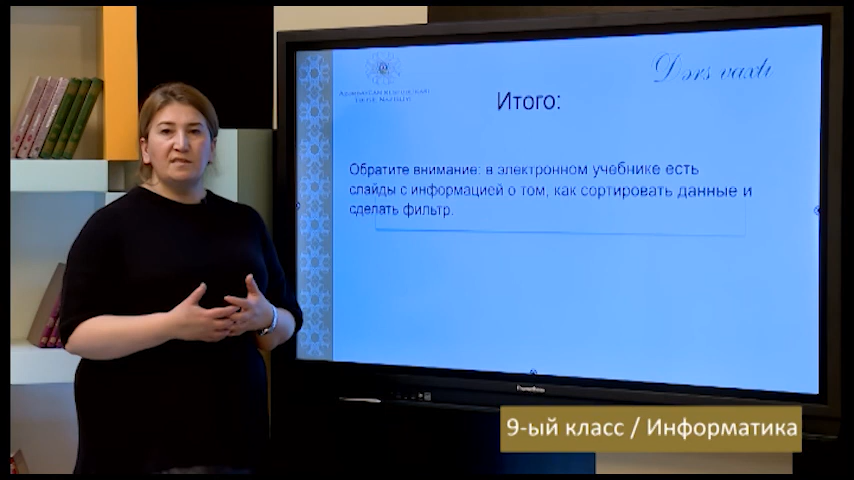 Dərs vaxtı
Итого:
Обратите внимание: в электронном учебнике есть
слайды с информацией о том, как сортировать данные и
сделать фильтр.
9-ый класс / Информатика